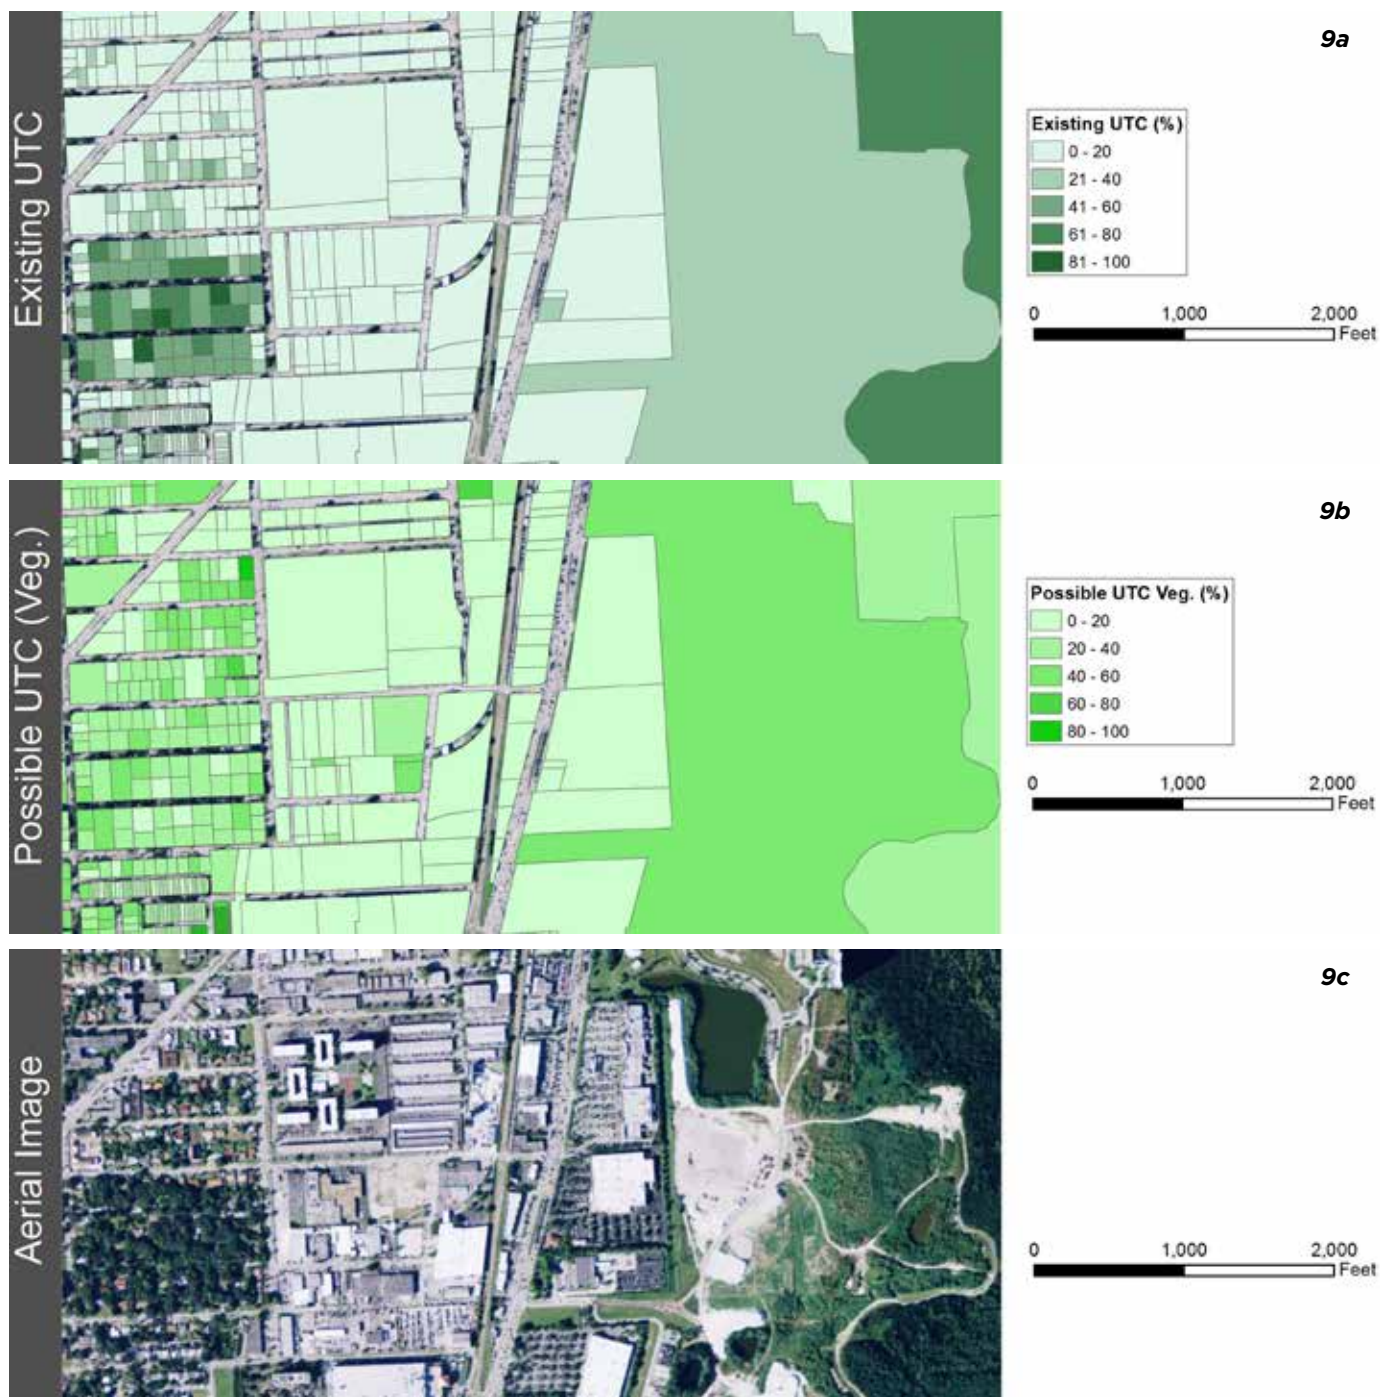 Existing UTC
9a
Existing UTC (%)
0 - 20
21 - 40
41 - 60
61 - 80
81 - 100
0 1,000 2,000
Feet
Possible UTC (Veg.)
9b
Possible UTC Veg. (%)
0 - 20
20 - 40
40 - 60
60 - 80
80 - 100
0 1,000 2,000
Feet
Aerial Image
9c
0 1,000 2,000
Feet